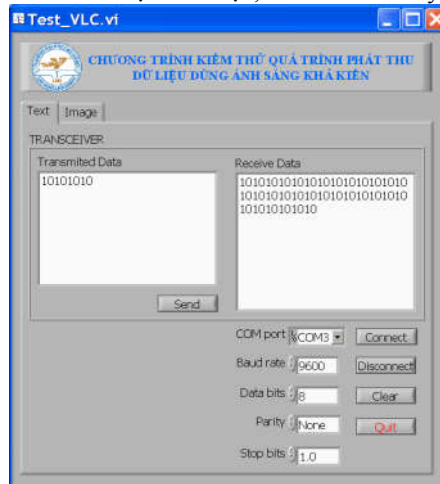 Test_VLC.vi
CHƯƠNG TRÌNH KIỂM THỬ QUÁ TRÌNH PHÁT THU
DỮ LIỆU DÙNG ÁNH SÁNG KHẢ KIẾN
Text Image
TRANSCEIVER
Transmited Data
10101010
Receive Data
10101010101010101010101010
10101010101010101010101010
101010101010
Send
COM port COM3 Connect
Baud rate 9600 Disconnect
Data bits 8 Clear
Parity None Quit
Stop bits 1.0